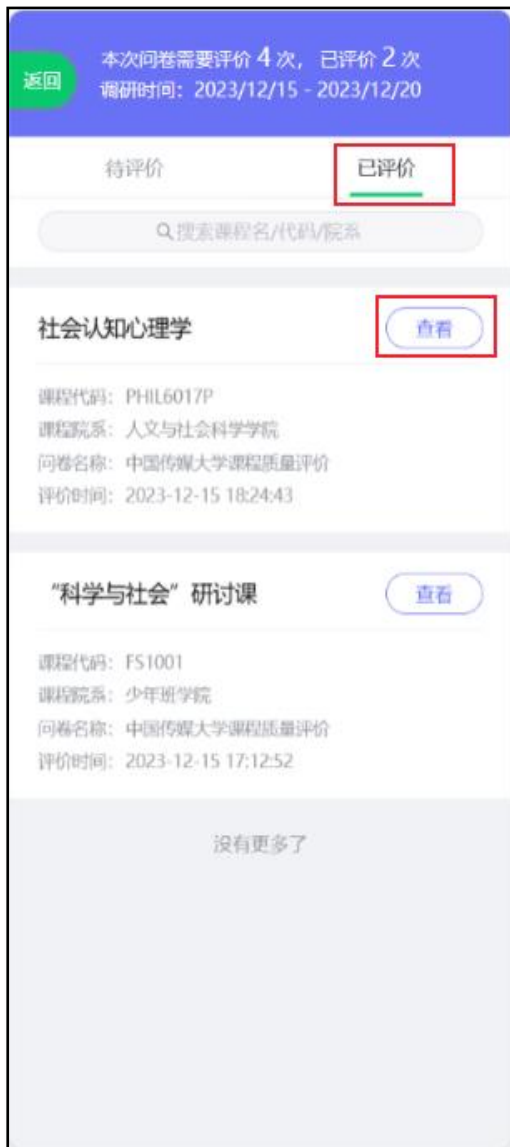 本次问卷需要评价 4 次， 已评价 2 次
返回
调研时间：2023/12/15 - 2023/12/20
待评价 已评价
搜索课程名/代码/院系
社会认知心理学 查看
课程代码：PHIL6017P
课程院系：人文与社会科学学院
问卷名称：中国传媒大学课程质量评价
评价时间：2023-12-15 18:24:43
“科学与社会”研讨课 查看
课程代码：FS1001
课程院系：少年班学院
问卷名称：中国传媒大学课程质量评价
评价时间：2023-12-15 17:12:52
没有更多了